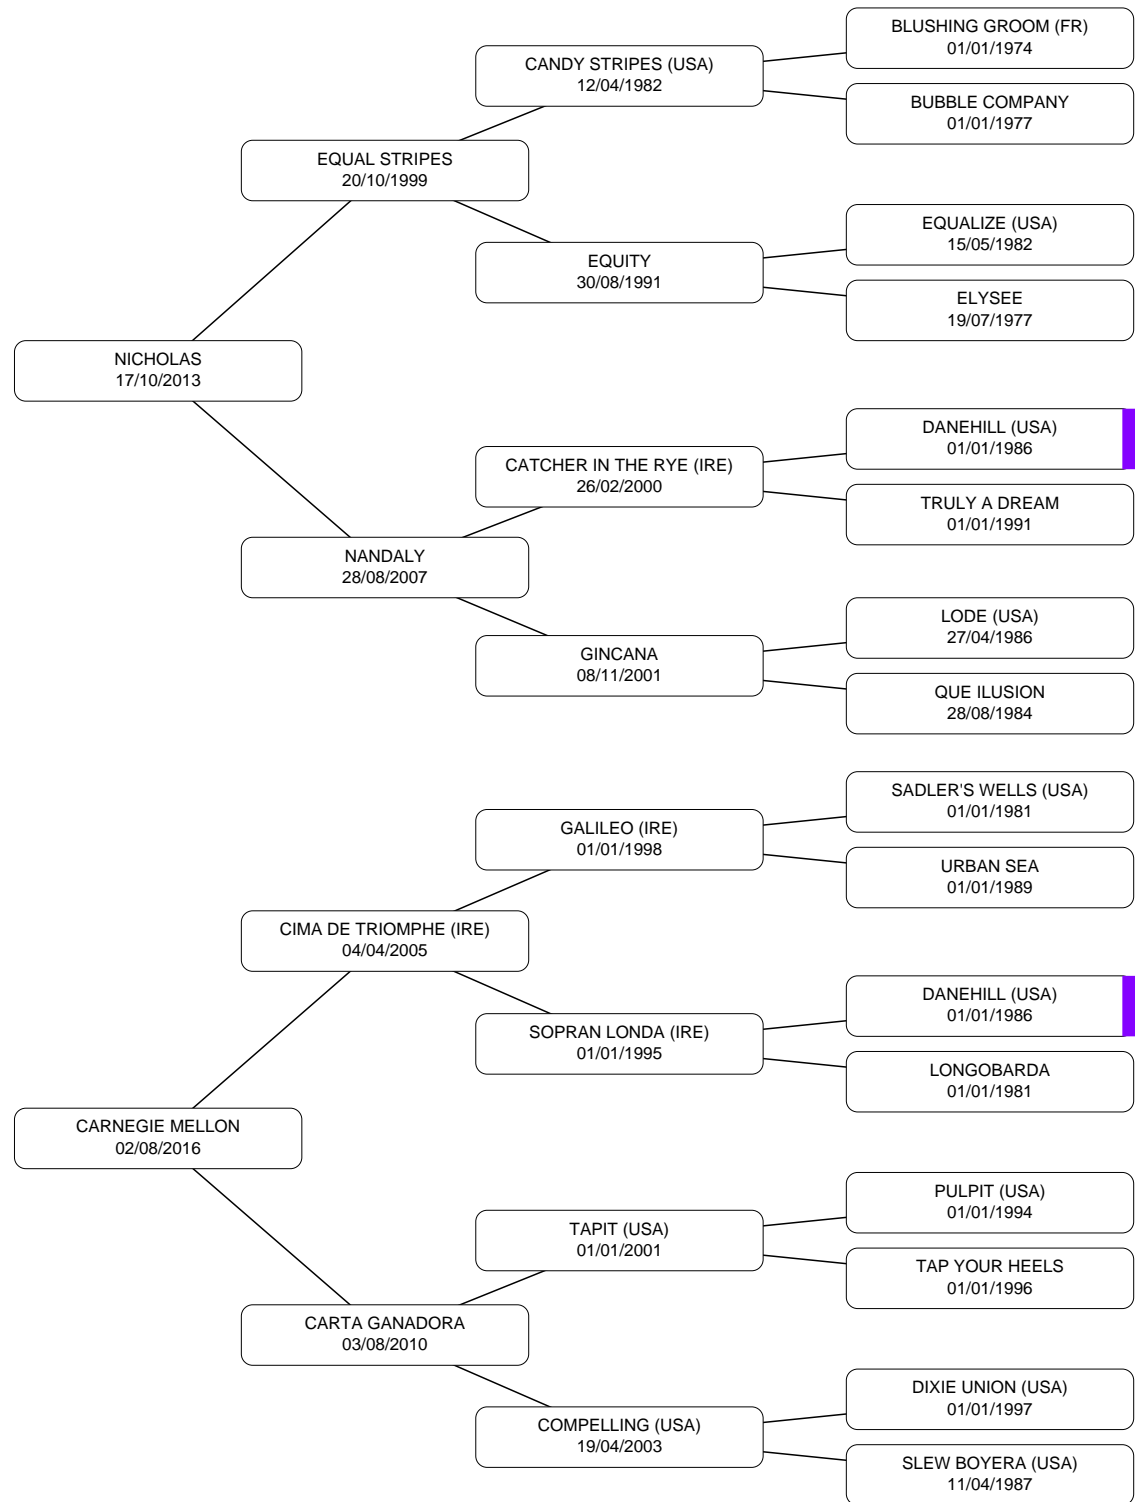 BLUSHING GROOM (FR)
01/01/1974
CANDY STRIPES (USA)
12/04/1982
BUBBLE COMPANY
01/01/1977
EQUAL STRIPES
20/10/1999
EQUALIZE (USA)
15/05/1982
EQUITY
30/08/1991
ELYSEE
19/07/1977
NICHOLAS
17/10/2013
DANEHILL (USA)
01/01/1986
CATCHER IN THE RYE (IRE)
26/02/2000
TRULY A DREAM
01/01/1991
NANDALY
28/08/2007
LODE (USA)
27/04/1986
GINCANA
08/11/2001
QUE ILUSION
28/08/1984
SADLER'S WELLS (USA)
01/01/1981
GALILEO (IRE)
01/01/1998
URBAN SEA
01/01/1989
CIMA DE TRIOMPHE (IRE)
04/04/2005
DANEHILL (USA)
01/01/1986
SOPRAN LONDA (IRE)
01/01/1995
LONGOBARDA
01/01/1981
CARNEGIE MELLON
02/08/2016
PULPIT (USA)
01/01/1994
TAPIT (USA)
01/01/2001
TAP YOUR HEELS
01/01/1996
CARTA GANADORA
03/08/2010
DIXIE UNION (USA)
01/01/1997
COMPELLING (USA)
19/04/2003
SLEW BOYERA (USA)
11/04/1987